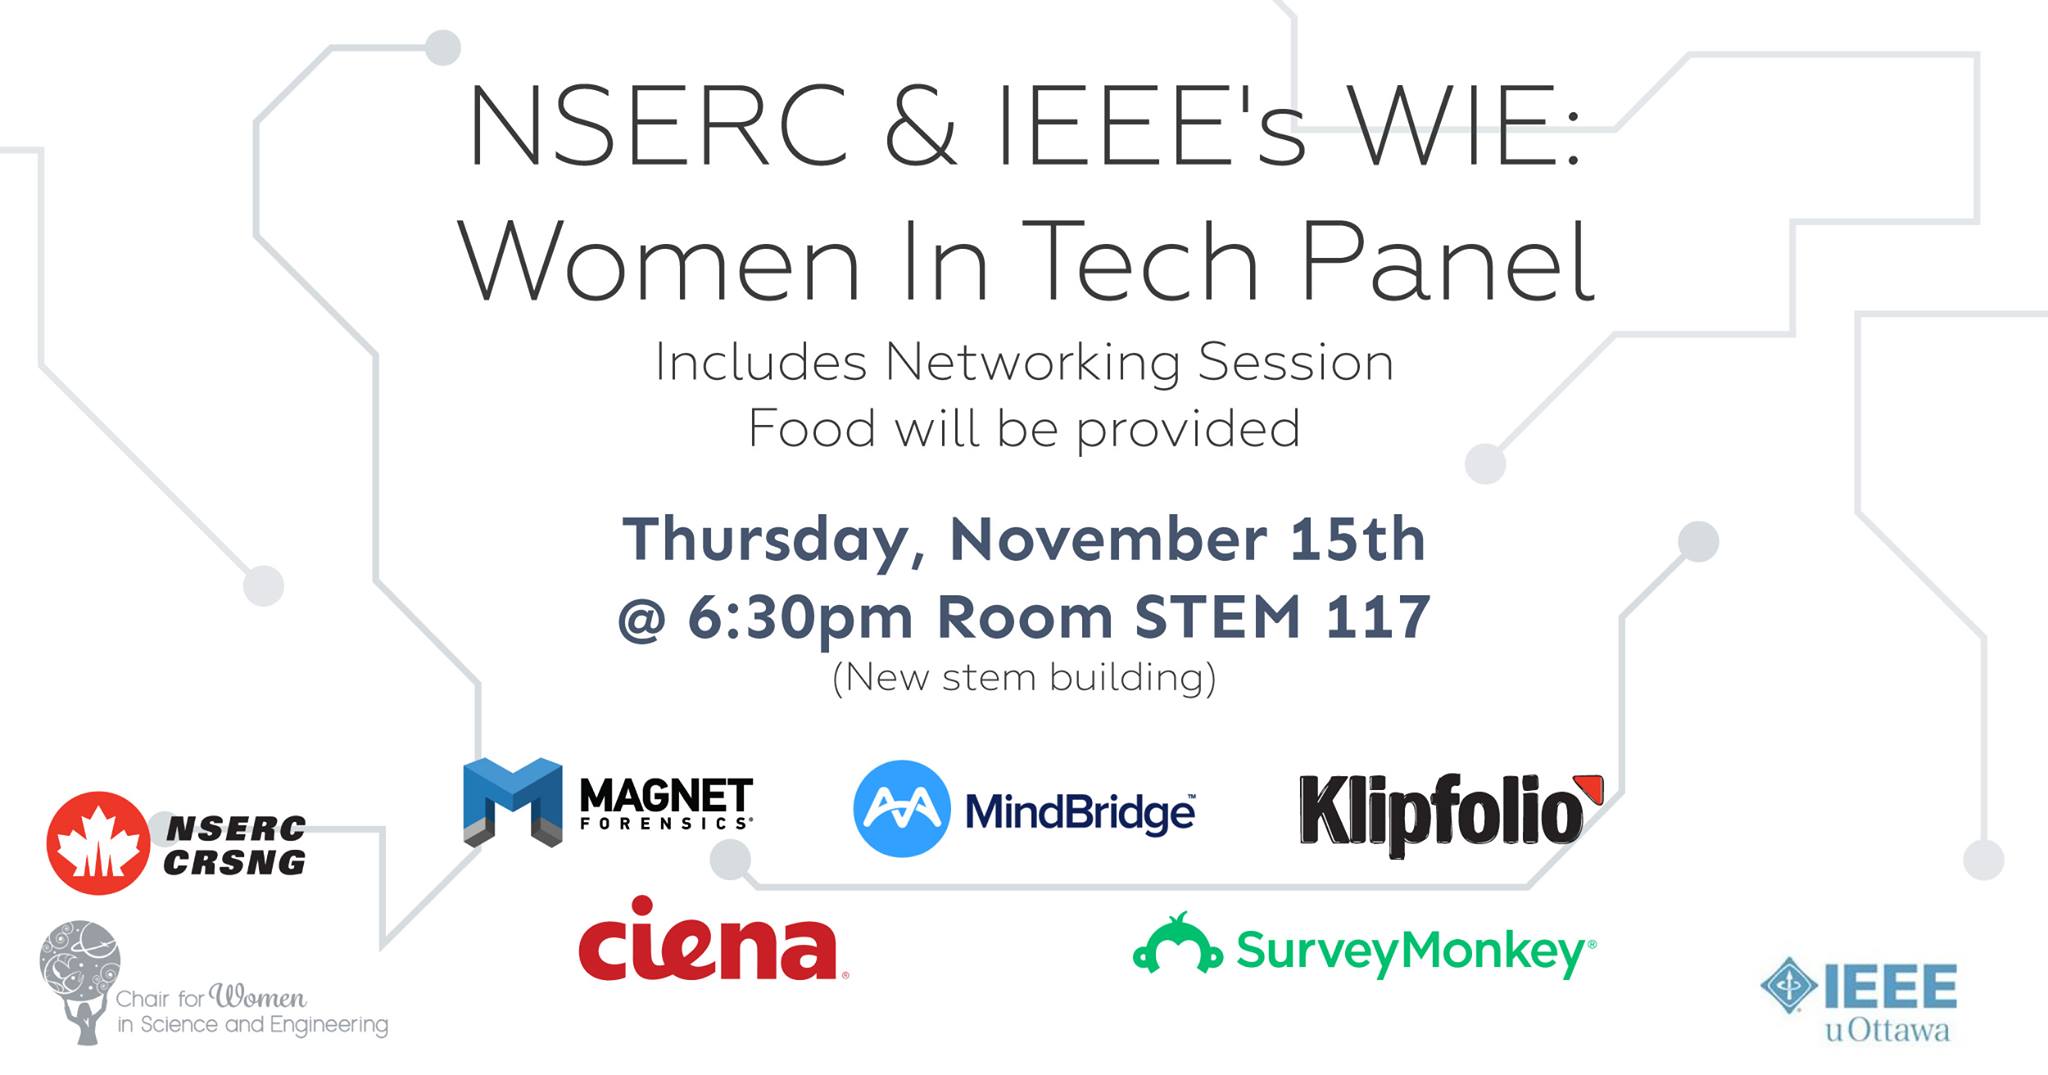 NSERC & IEEE's WIE:
Women In Tech Panel
Includes Networking Session
Food will be provided
Thursday, November 15th
@ 6:30pm Room STEM 117
(New stem building)
NSERC
CRSNG
MAGNET
FORENSICS®
MindBridge™
Klipfolio
Chair for Women
in Science and Engineering
ciena®
SurveyMonkey®
IEEE
uOttawa